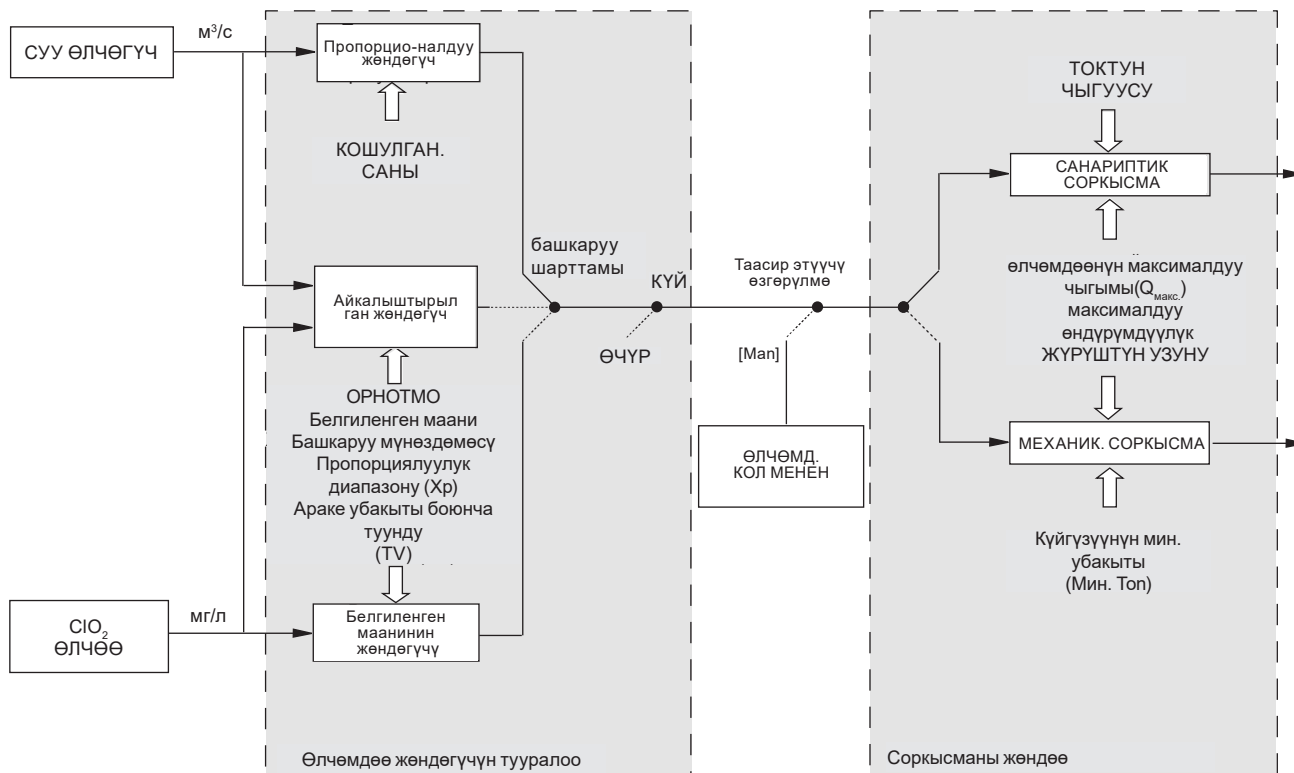 СУУ ӨЛЧӨГҮЧ
м³/с
Пропорцио-налдуу
жөндөгүч
КОШУЛГАН.
САНЫ
Айкалыштырыл
ган жөндөгүч
ОРНОТМО
Белгиленген маани
Башкаруу мүнөздөмөсү
Пропорциялуулук
диапазону (Xp)
Араке убакыты боюнча
туунду
(TV)
Белгиленген
маанинин
жөндөгүчү
ClO₂
ӨЛЧӨӨ
мг/л
Өлчөмдөө жөндөгүчүн тууралоо
башкаруу
шарттамы
КҮЙ
ӨЧҮР
Таасир этүүчү
өзгөрүлмө
[Man]
ӨЛЧӨМД.
КОЛ МЕНЕН
ТОКТУН
ЧЫГУУСУ
САНАРИПТИК
СОРКЫСМА
өлчөмдөөнүн максималдуу
чыгымы(Qмакс.)
максималдуу
өндүрүмдүүлүк
ЖҮРҮШТҮН УЗУНУ
МЕХАНИК. СОРКЫСМА
Күйгүзүүнүн мин.
убакыты
(Мин. Ton)
Соркысманы жөндөө